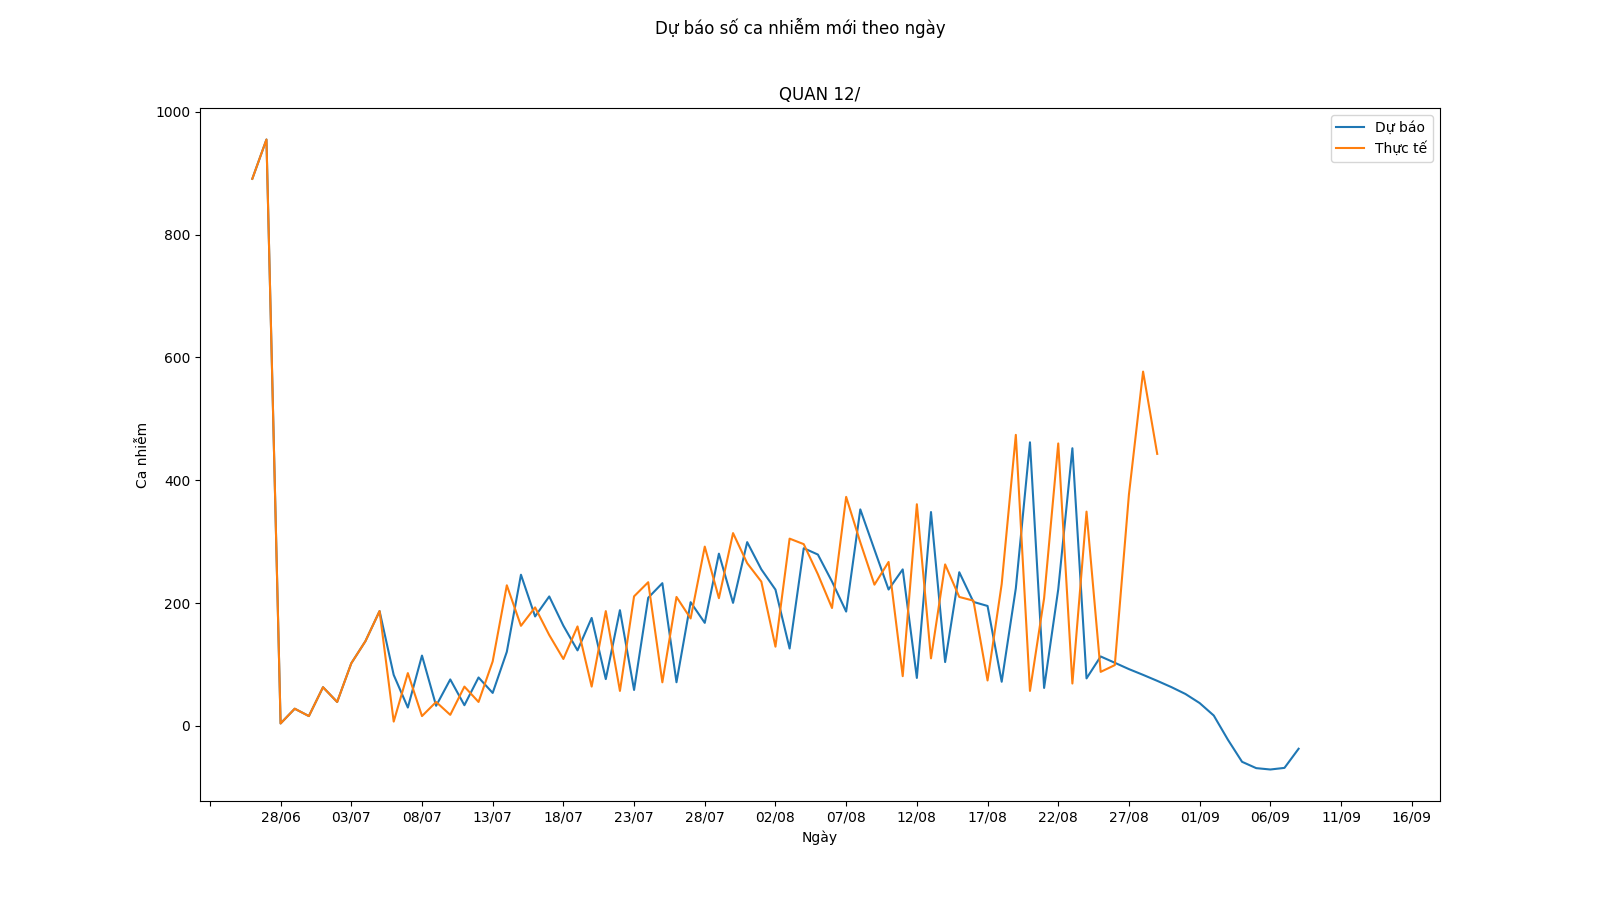 Dự báo số ca nhiễm mới theo ngày
QUAN 12/
Dự báo
Thực tế
1000
800
600
400
200
0
Ca nhiễm
28/06 03/07 08/07 13/07 18/07 23/07 28/07 02/08 07/08 12/08 17/08 22/08 27/08 01/09 06/09 11/09 16/09
Ngày